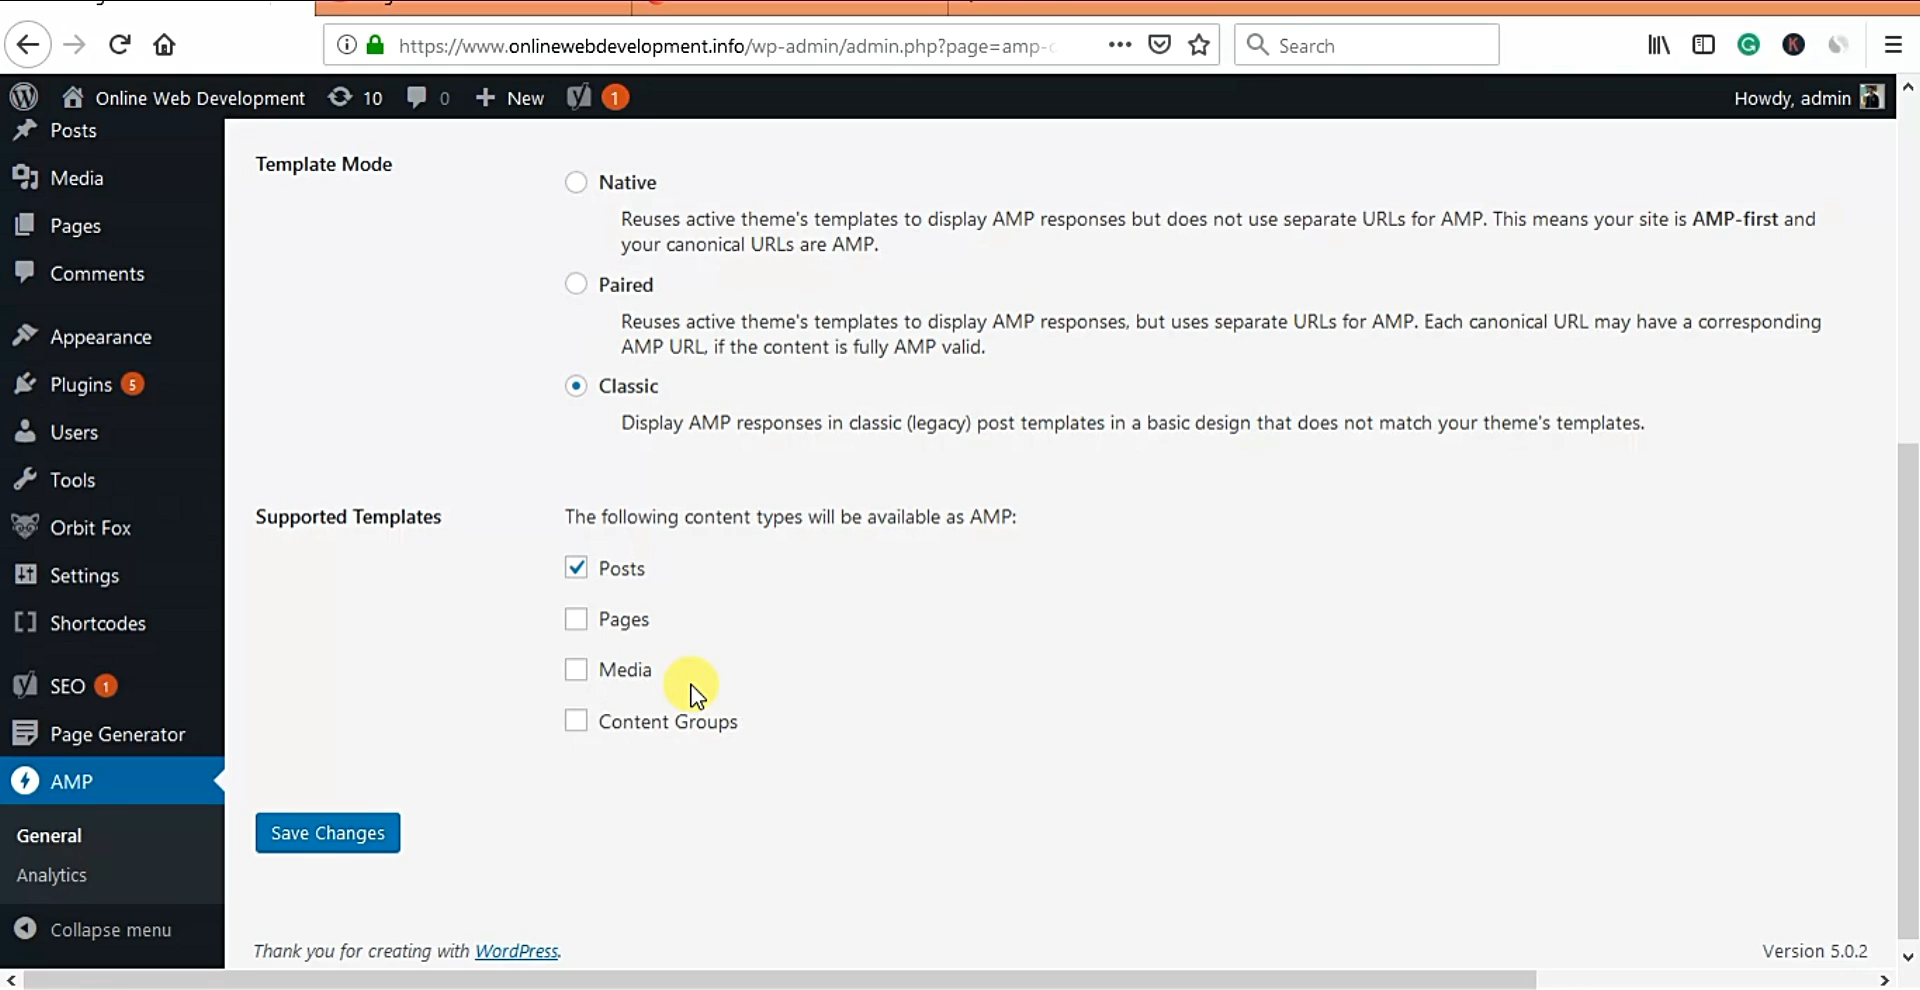 https://www.onlinewebdevelopment.info/wp-admin/admin.php?page=amp-
Search
Online Web Development 10 0 New 1 Howdy, admin
Posts
Media
Pages
Comments
Appearance
Plugins 5
Users
Tools
Orbit Fox
Settings
Shortcodes
SEO 1
Page Generator
AMP
General
Analytics
Collapse menu
Template Mode
Native
Reuses active theme's templates to display AMP responses but does not use separate URLs for AMP. This means your site is AMP-first and
your canonical URLs are AMP.
Paired
Reuses active theme's templates to display AMP responses, but uses separate URLs for AMP. Each canonical URL may have a corresponding
AMP URL, if the content is fully AMP valid.
Classic
Display AMP responses in classic (legacy) post templates in a basic design that does not match your theme's templates.
Supported Templates
The following content types will be available as AMP:
Posts
Pages
Media
Content Groups
Save Changes
Thank you for creating with WordPress.
Version 5.0.2